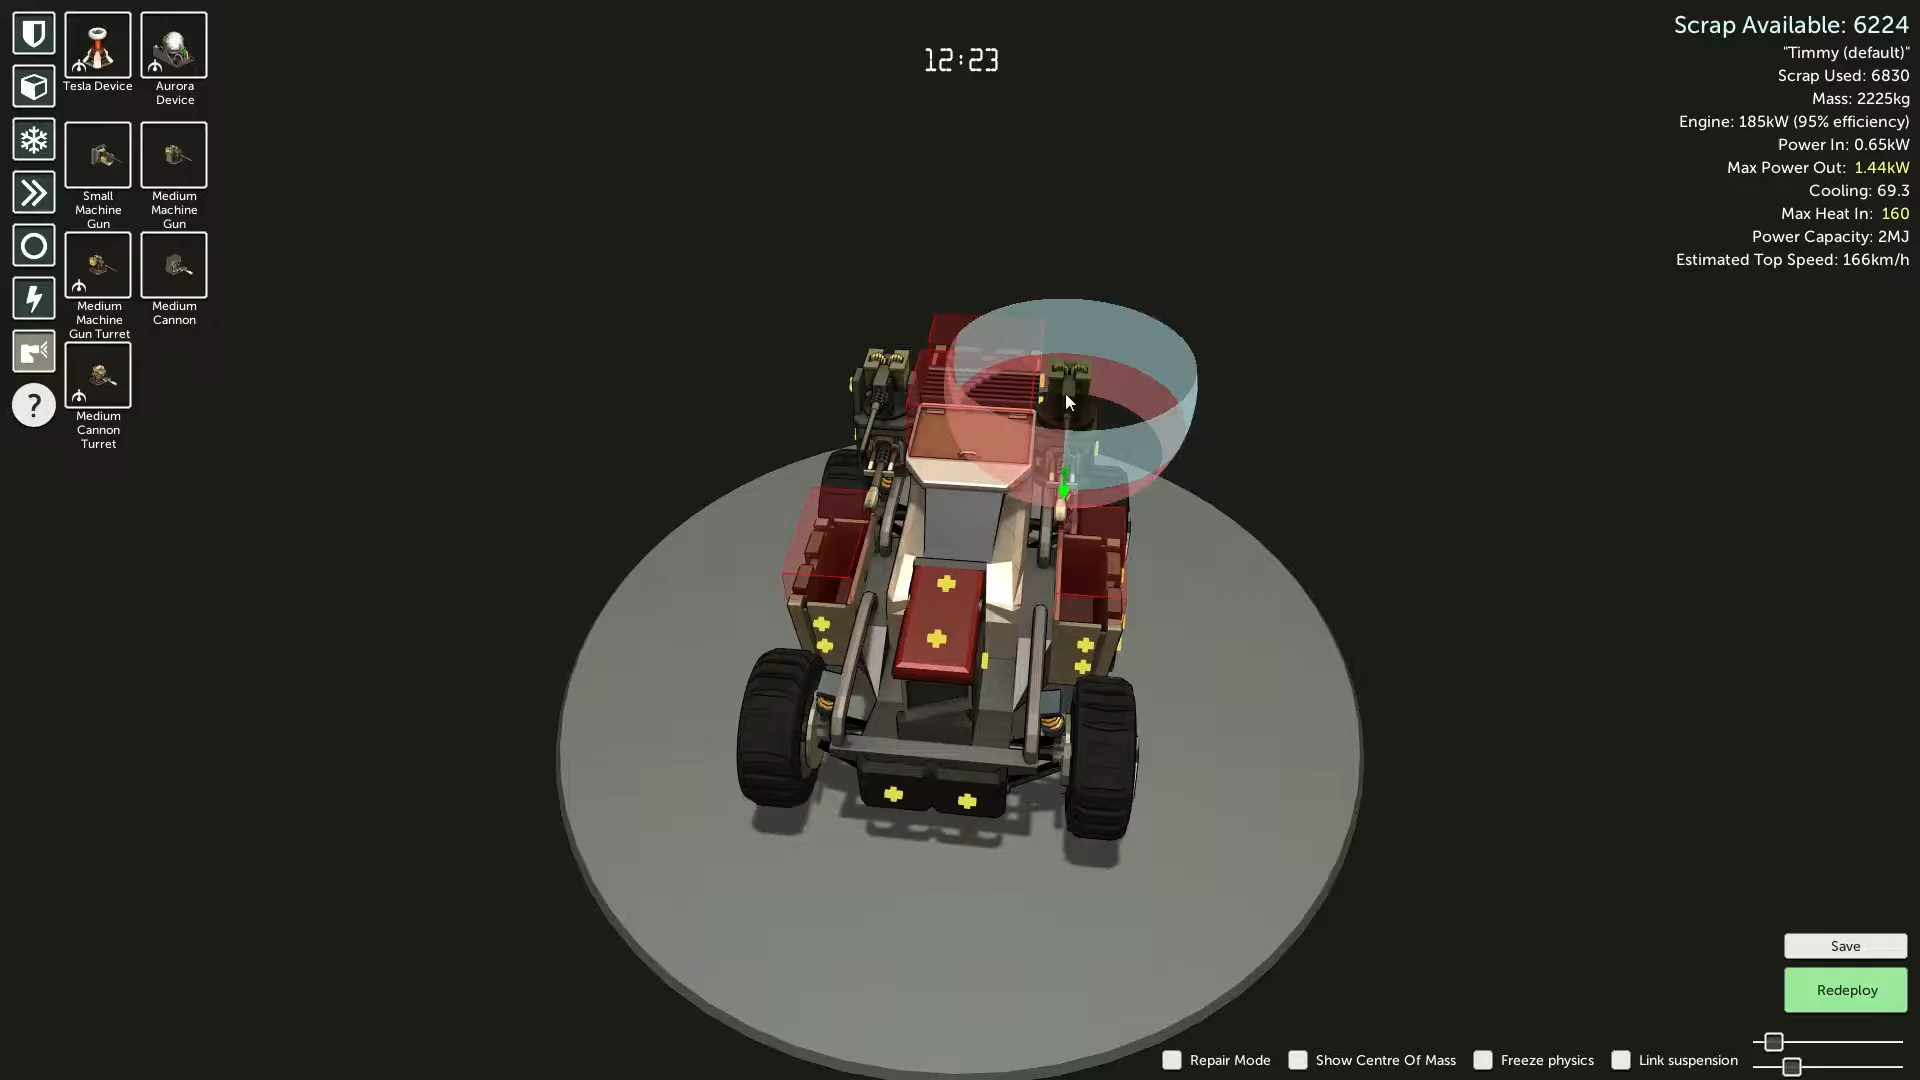 12:23
Tesla Device
Aurora
Device
Small
Machine
Gun
Medium
Machine
Gun
Medium
Machine
Gun Turret
Medium
Cannon
Medium
Cannon
Turret
?
Scrap Available: 6224
"Timmy (default)"
Scrap Used: 6830
Mass: 2225kg
Engine: 185kW (95% efficiency)
Power In: 0.65kW
Max Power Out: 1.44kW
Cooling: 69.3
Max Heat In: 160
Power Capacity: 2MJ
Estimated Top Speed: 166km/h
Save
Redeploy
Repair Mode
Show Centre Of Mass
Freeze physics
Link suspension